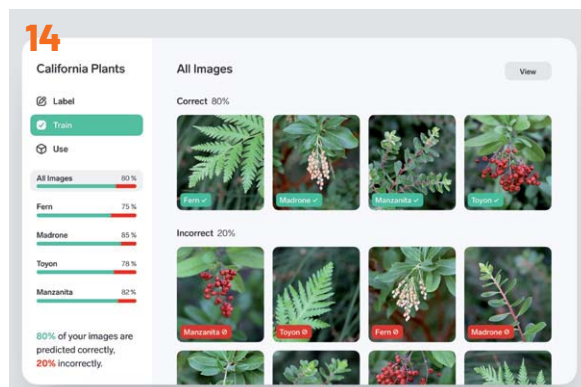 14
California Plants
Label
Train
Use
All Images 80%
Fern 75%
Madrone 85%
Toyon 78%
Manzanita 82%
80% of your images are
predicted correctly,
20% incorrectly.
All Images
View
Correct 80%
Fern ✓
Madrone ✓
Manzanita ✓
Toyon ✓
Incorrect 20%
Manzanita ⊘
Toyon ⊘
Fern ⊘
Madrone ⊘